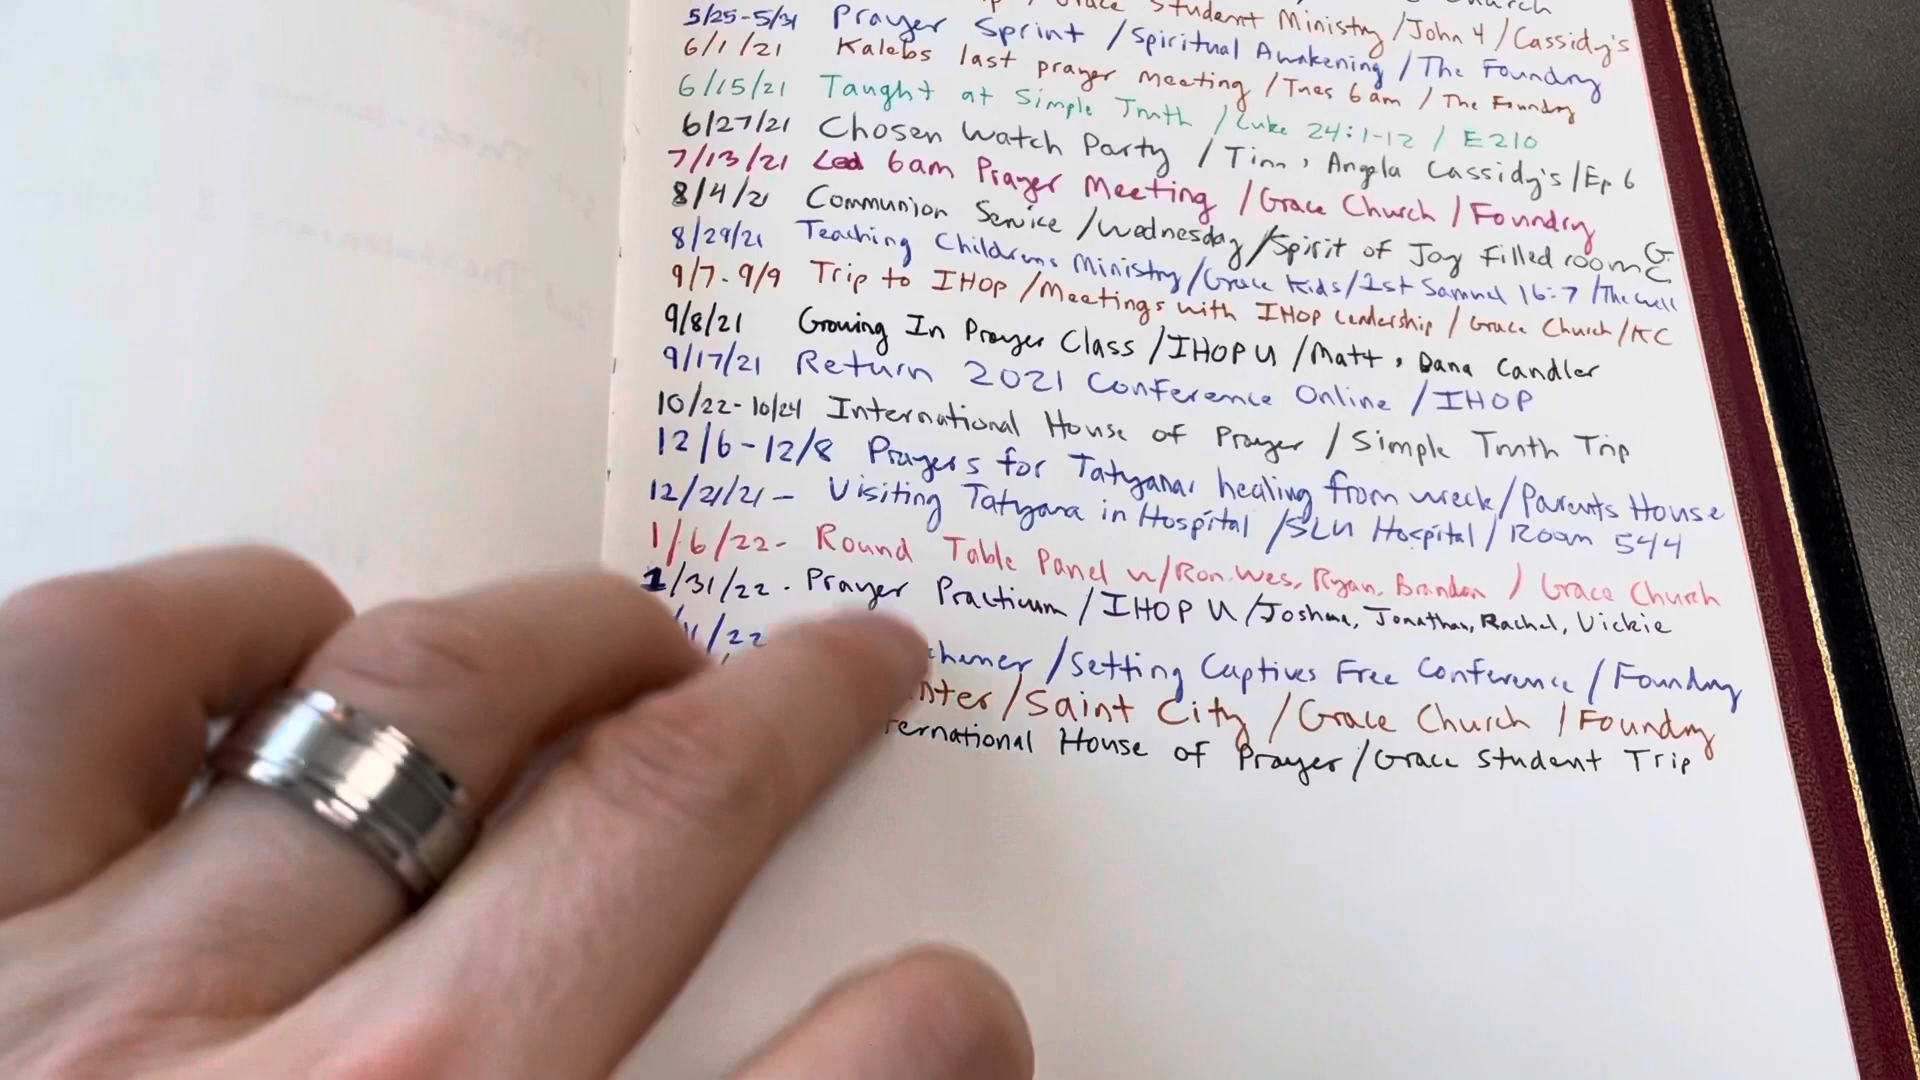 Student Ministry / John 4 / Cassidy's
5/25-5/31 Prayer Sprint / Spiritual Awakening / The Foundry
6/1/21 Kalebs last prayer Meeting / Tues 6am / The Foundry
6/15/21 Taught at Simple Truth / Luke 24:1-12 / E210
6/27/21 Chosen Watch Party / Tim, Angela Cassidy's / Ep 6
7/13/21 Led 6am Prayer Meeting / Grace Church / Foundry
8/4/21 Communion Service / Wednesday / Spirit of Joy filled room GC
8/29/21 Teaching Childrens Ministry / Grace Kids / 1st Samuel 16:7 / The well
9/7-9/9 Trip to IHOP / Meetings with IHOP Leadership / Grace Church / KC
9/8/21 Growing In Prayer Class / IHOP U / Matt, Dana Candler
9/17/21 Return 2021 Conference Online / IHOP
10/22-10/24 International House of Prayer / Simple Truth Trip
12/6-12/8 Prayers for Tatyanas healing from wreck / Parents House
12/21/21 - Visiting Tatyana in Hospital / SLU Hospital / Room 544
1/6/22 - Round Table Panel w/ Ron, Wes, Ryan, Brandon / Grace Church
1/31/22 - Prayer Practicum / IHOP U / Joshua, Jonathan, Rachel, Vickie
/22 / Setting Captives Free Conference / Foundry
/ Saint City / Grace Church / Foundry
House of Prayer / Grace Student Trip